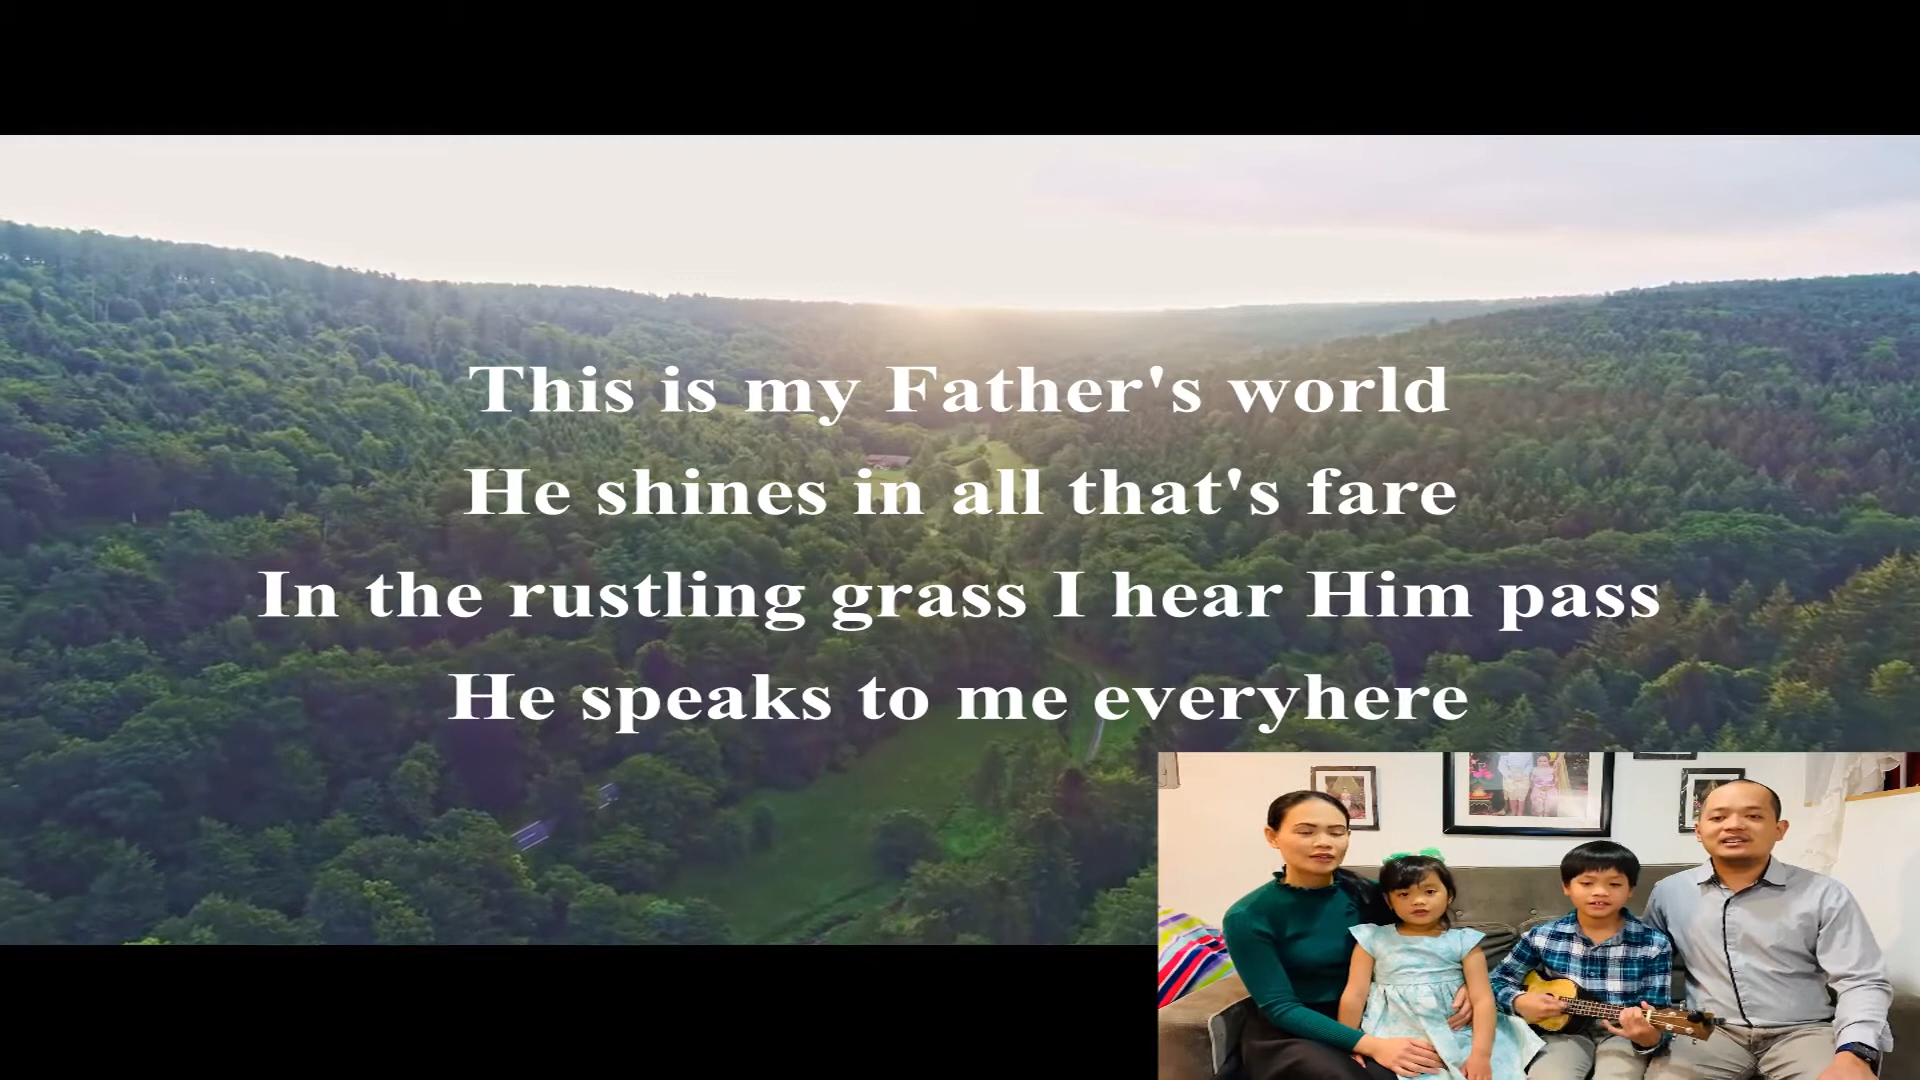 This is my Father's world
He shines in all that's fare
In the rustling grass I hear Him pass
He speaks to me everyhere